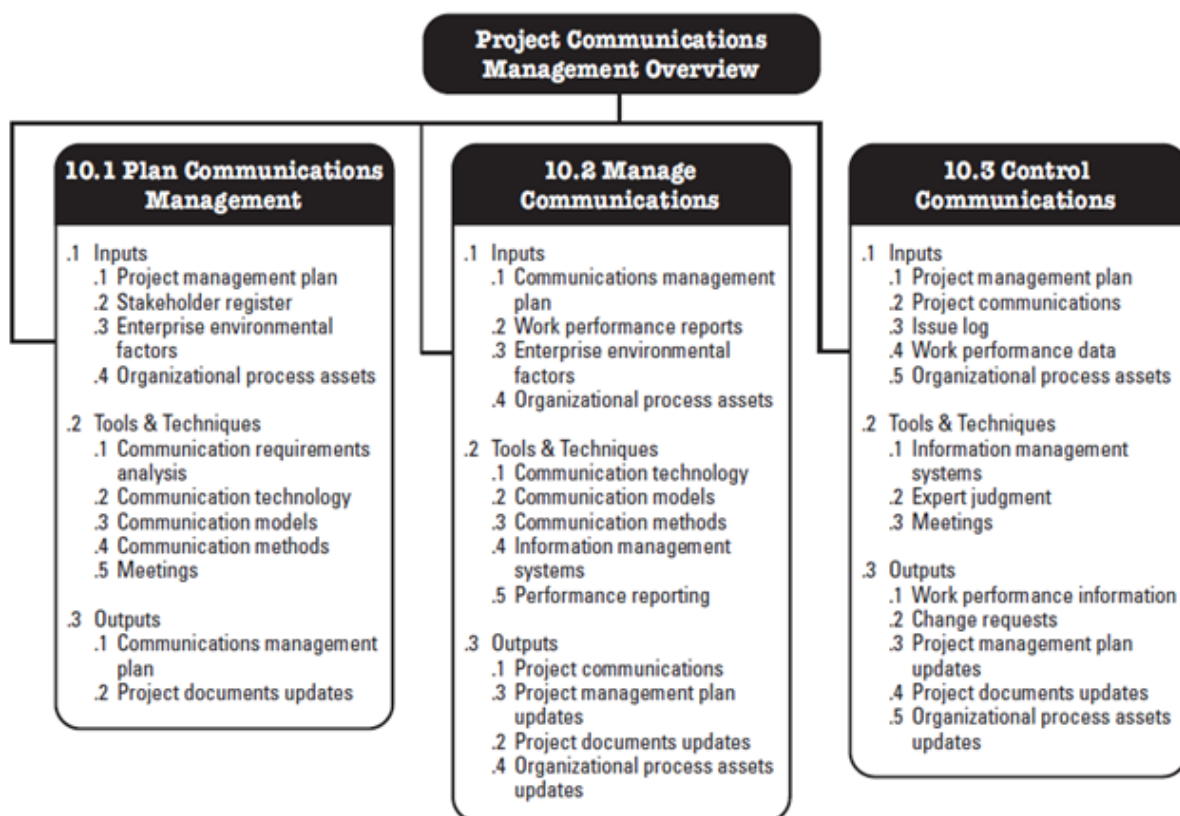 Project Communications
Management Overview
10.1 Plan Communications
Management
.1 Inputs
.1 Project management plan
.2 Stakeholder register
.3 Enterprise environmental
factors
.4 Organizational process assets
.2 Tools & Techniques
.1 Communication requirements
analysis
.2 Communication technology
.3 Communication models
.4 Communication methods
.5 Meetings
.3 Outputs
.1 Communications management
plan
.2 Project documents updates
10.2 Manage
Communications
.1 Inputs
.1 Communications management
plan
.2 Work performance reports
.3 Enterprise environmental
factors
.4 Organizational process assets
.2 Tools & Techniques
.1 Communication technology
.2 Communication models
.3 Communication methods
.4 Information management
systems
.5 Performance reporting
.3 Outputs
.1 Project communications
.3 Project management plan
updates
.2 Project documents updates
.4 Organizational process assets
updates
10.3 Control
Communications
.1 Inputs
.1 Project management plan
.2 Project communications
.3 Issue log
.4 Work performance data
.5 Organizational process assets
.2 Tools & Techniques
.1 Information management
systems
.2 Expert judgment
.3 Meetings
.3 Outputs
.1 Work performance information
.2 Change requests
.3 Project management plan
updates
.4 Project documents updates
.5 Organizational process assets
updates